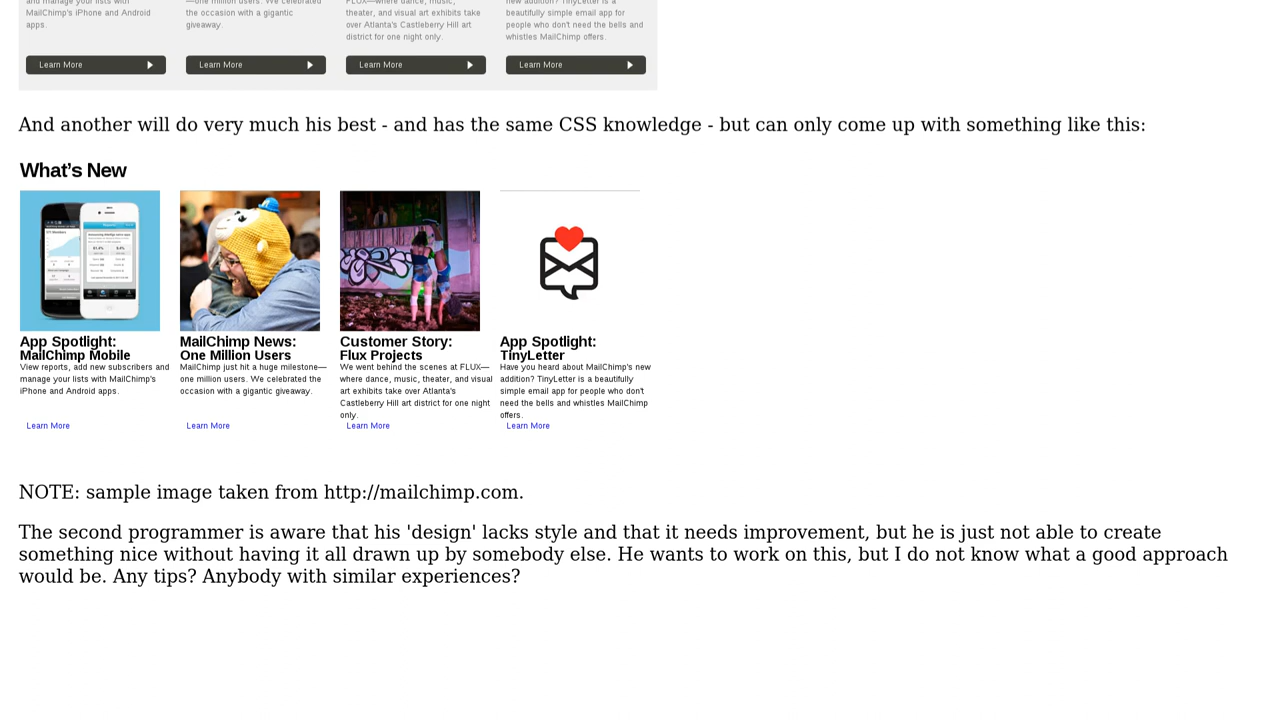 and manage your lists with
MailChimp's iPhone and Android
apps.
—one million users. We celebrated
the occasion with a gigantic
giveaway.
FLUX—where dance, music,
theater, and visual art exhibits take
over Atlanta's Castleberry Hill art
district for one night only.
new addition? TinyLetter is a
beautifully simple email app for
people who don't need the bells and
whistles MailChimp offers.
Learn More
Learn More
Learn More
Learn More
And another will do very much his best - and has the same CSS knowledge - but can only come up with something like this:
What's New
App Spotlight:
MailChimp Mobile
View reports, add new subscribers and
manage your lists with MailChimp's
iPhone and Android apps.
Learn More
MailChimp News:
One Million Users
MailChimp just hit a huge milestone—
one million users. We celebrated the
occasion with a gigantic giveaway.
Learn More
Customer Story:
Flux Projects
We went behind the scenes at FLUX—
where dance, music, theater, and visual
art exhibits take over Atlanta's
Castleberry Hill art district for one night
only.
Learn More
App Spotlight:
TinyLetter
Have you heard about MailChimp's new
addition? TinyLetter is a beautifully
simple email app for people who don't
need the bells and whistles MailChimp
offers.
Learn More
NOTE: sample image taken from http://mailchimp.com.
The second programmer is aware that his 'design' lacks style and that it needs improvement, but he is just not able to create
something nice without having it all drawn up by somebody else. He wants to work on this, but I do not know what a good approach
would be. Any tips? Anybody with similar experiences?